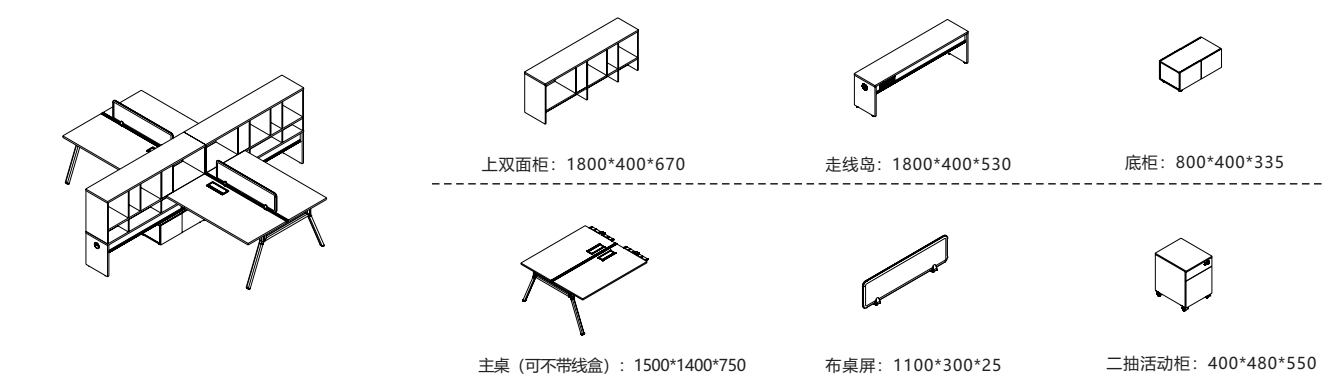 上双面柜：1800*400*670
走线岛：1800*400*530
底柜：800*400*335
主桌（可不带线盒）：1500*1400*750
布桌屏：1100*300*25
二抽活动柜：400*480*550